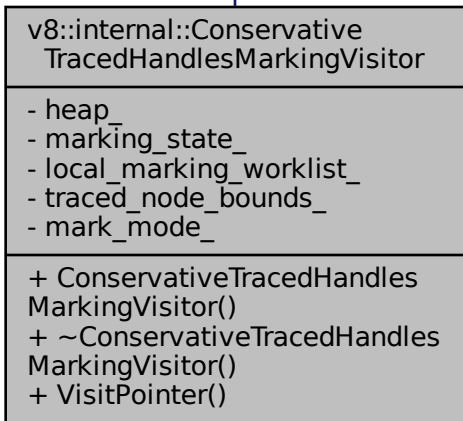 v8::internal::Conservative
TracedHandlesMarkingVisitor
- heap_
- marking_state_
- local_marking_worklist_
- traced_node_bounds_
- mark_mode_
+ ConservativeTracedHandles
MarkingVisitor()
+ ~ConservativeTracedHandles
MarkingVisitor()
+ VisitPointer()